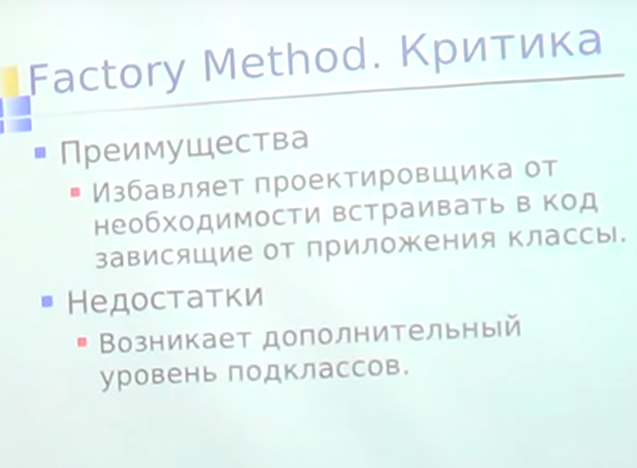 Factory Method. Критика
Преимущества
Избавляет проектировщика от
необходимости встраивать в код
зависящие от приложения классы.
Недостатки
Возникает дополнительный
уровень подклассов.